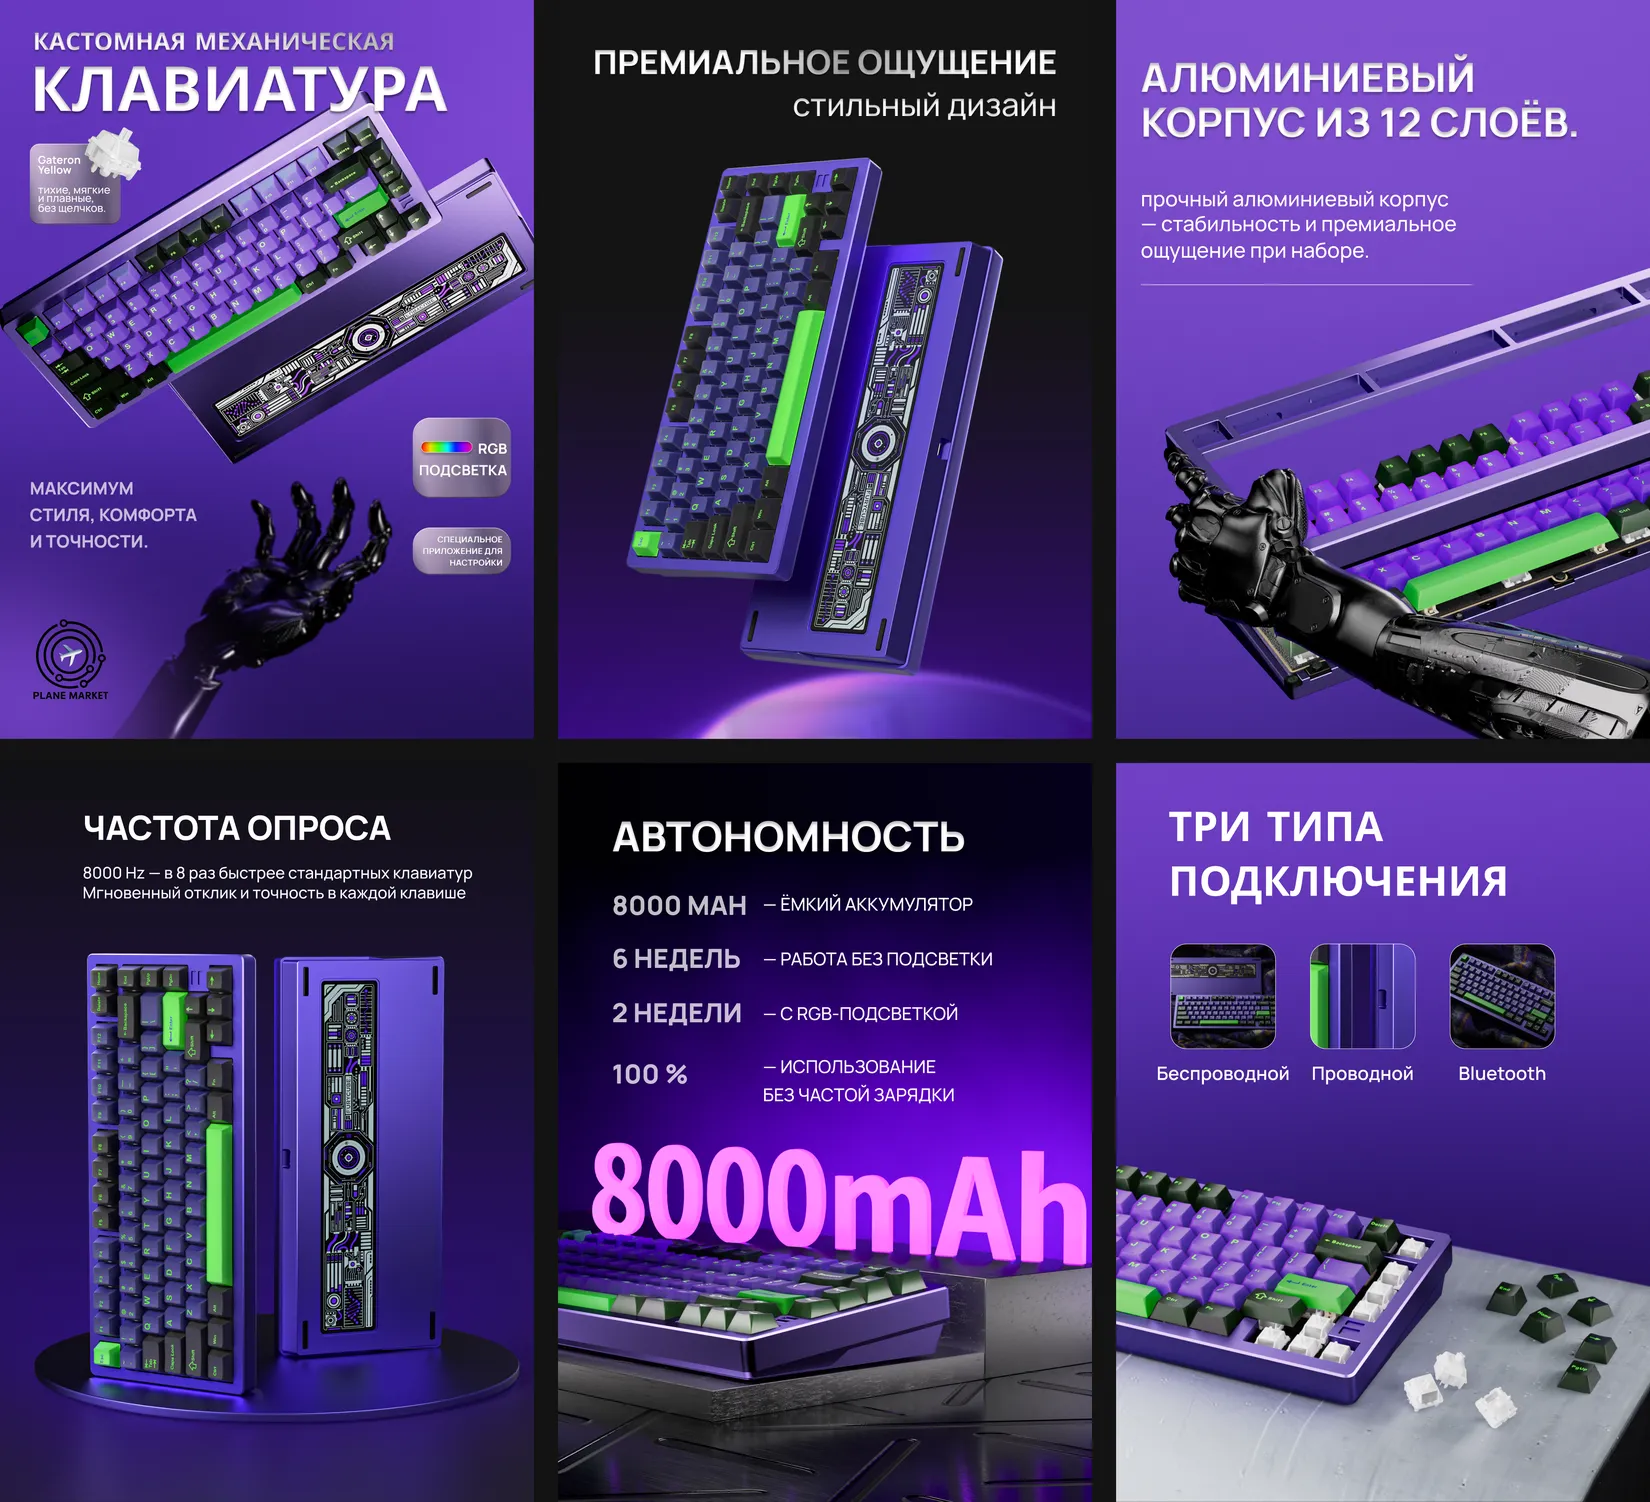 КАСТОМНАЯ МЕХАНИЧЕСКАЯ
КЛАВИАТУРА
Gateron
Yellow
тихие, мягкие
и плавные,
без щелчков.
RGB
ПОДСВЕТКА
МАКСИМУМ
СТИЛЯ, КОМФОРТА
И ТОЧНОСТИ.
СПЕЦИАЛЬНОЕ
ПРИЛОЖЕНИЕ ДЛЯ
НАСТРОЙКИ
PLANE MARKET
ПРЕМИАЛЬНОЕ ОЩУЩЕНИЕ
стильный дизайн
АЛЮМИНИЕВЫЙ
КОРПУС ИЗ 12 СЛОЁВ.
прочный алюминиевый корпус
— стабильность и премиальное
ощущение при наборе.
ЧАСТОТА ОПРОСА
8000 Hz — в 8 раз быстрее стандартных клавиатур
Мгновенный отклик и точность в каждой клавише
АВТОНОМНОСТЬ
8000 МАН — ЁМКИЙ АККУМУЛЯТОР
6 НЕДЕЛЬ — РАБОТА БЕЗ ПОДСВЕТКИ
2 НЕДЕЛИ — С RGB-ПОДСВЕТКОЙ
100 % — ИСПОЛЬЗОВАНИЕ
БЕЗ ЧАСТОЙ ЗАРЯДКИ
8000mAh
ТРИ ТИПА
ПОДКЛЮЧЕНИЯ
Беспроводной
Проводной
Bluetooth